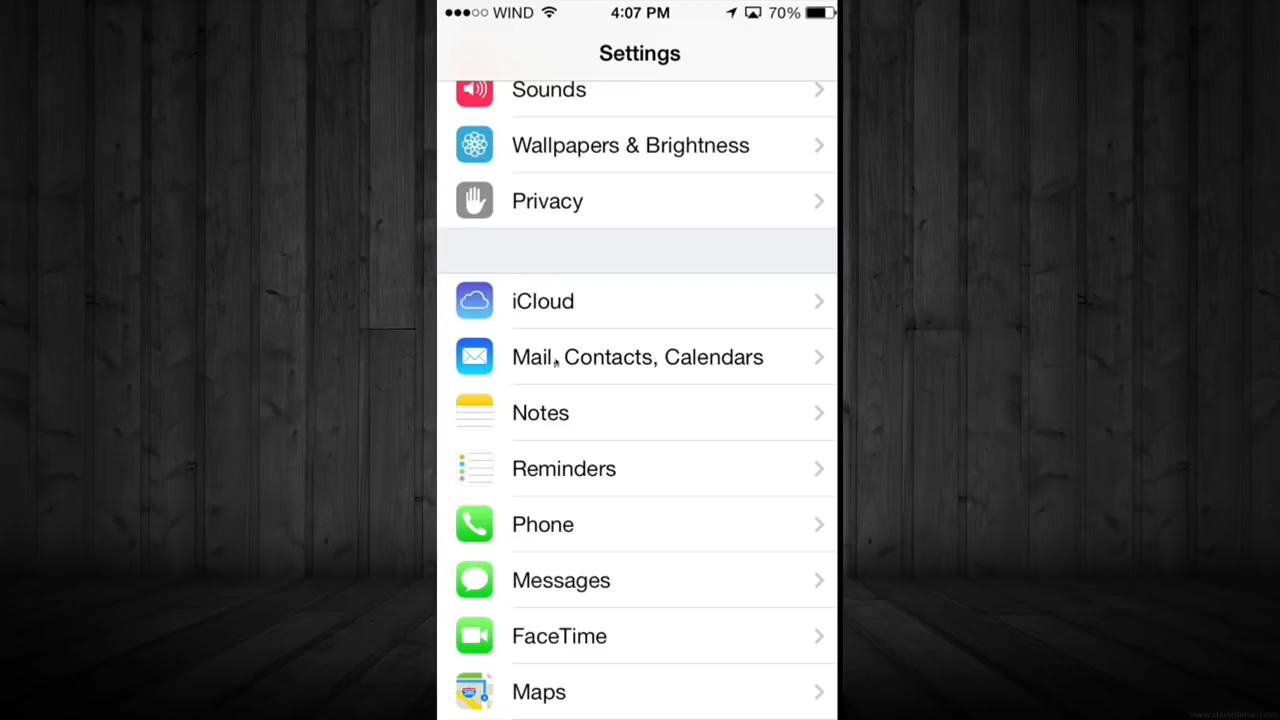 WIND 4:07 PM 70%
Settings
Sounds
Wallpapers & Brightness
Privacy
iCloud
Mail, Contacts, Calendars
Notes
Reminders
Phone
Messages
FaceTime
Maps